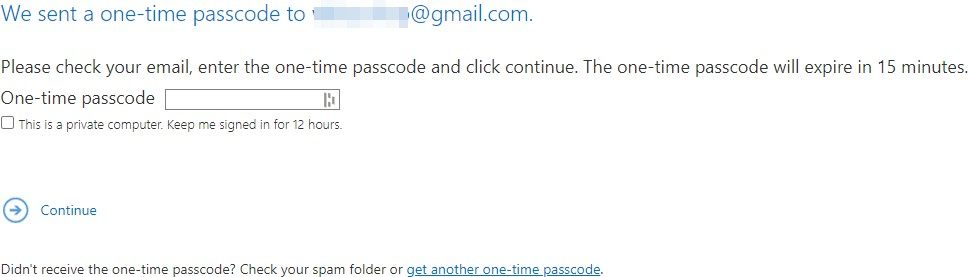 We sent a one-time passcode to @gmail.com.
Please check your email, enter the one-time passcode and click continue. The one-time passcode will expire in 15 minutes.
One-time passcode
This is a private computer. Keep me signed in for 12 hours.
Continue
Didn't receive the one-time passcode? Check your spam folder or get another one-time passcode.